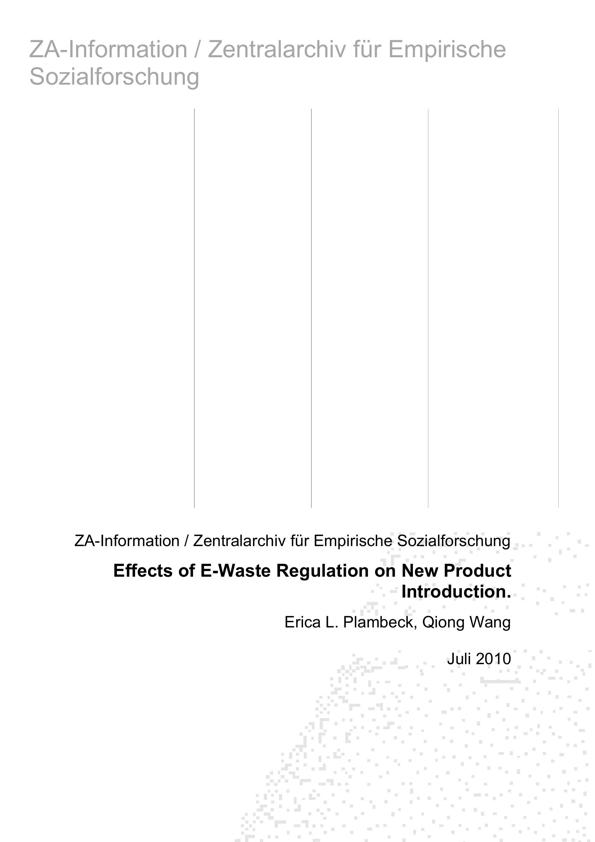 ZA-Information / Zentralarchiv für Empirische
Sozialforschung
ZA-Information / Zentralarchiv für Empirische Sozialforschung
Effects of E-Waste Regulation on New Product
Introduction.
Erica L. Plambeck, Qiong Wang
Juli 2010